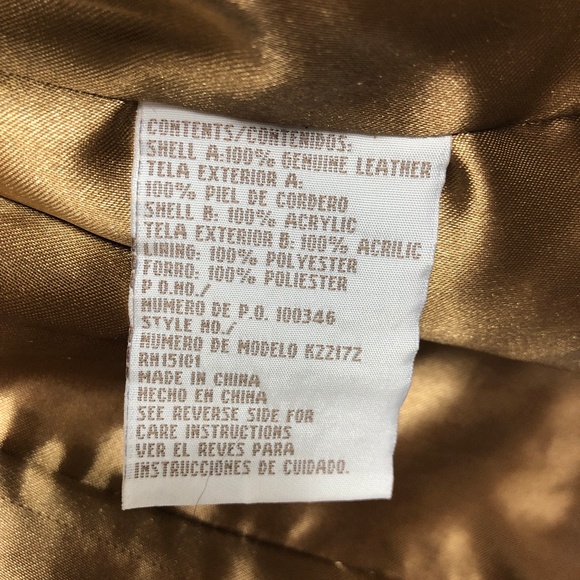 CONTENTS/CONTENIDOS:
SHELL A:100% GENUINE LEATHER
TELA EXTERIOR A:
100% PIEL DE CORDERO
SHELL B: 100% ACRYLIC
TELA EXTERIOR B: 100% ACRILIC
LINING: 100% POLYESTER
FORRO: 100% POLIESTER
P O.NO./
NUMERO DE P.O. 100346
STYLE NO./
NUMERO DE MODELO K22172
RN15101
MADE IN CHINA
HECHO EN CHINA
SEE REVERSE SIDE FOR
CARE INSTRUCTIONS
VER EL REVES PARA
INSTRUCCIONES DE CUIDADO.